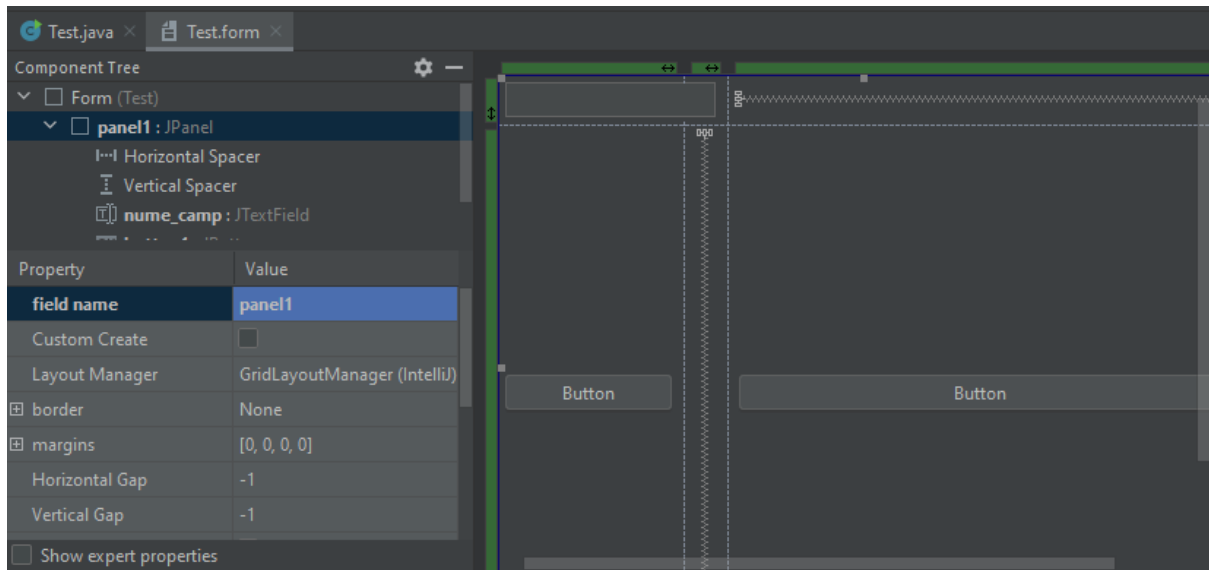 Test.java Test.form
Component Tree
Form (Test)
panel1 : JPanel
Horizontal Spacer
Vertical Spacer
nume_camp : JTextField
Property Value
field name panel1
Custom Create
Layout Manager GridLayoutManager (IntelliJ)
border None
margins [0, 0, 0, 0]
Horizontal Gap -1
Vertical Gap -1
Show expert properties
Button Button